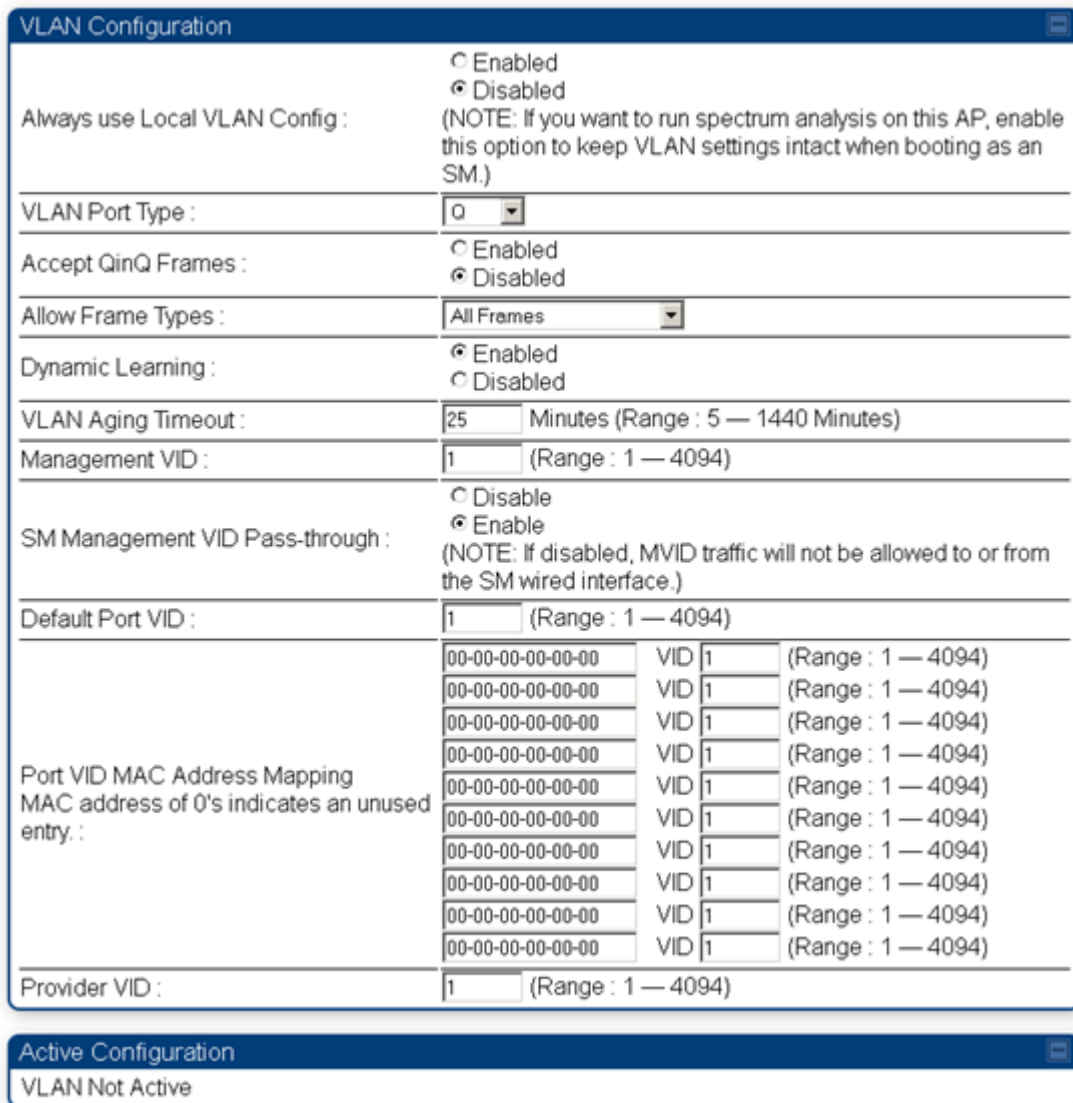 VLAN Configuration
Always use Local VLAN Config :
Enabled
Disabled
(NOTE: If you want to run spectrum analysis on this AP, enable
this option to keep VLAN settings intact when booting as an
SM.)
VLAN Port Type : Q
Accept QinQ Frames :
Enabled
Disabled
Allow Frame Types : All Frames
Dynamic Learning :
Enabled
Disabled
VLAN Aging Timeout : 25 Minutes (Range : 5 — 1440 Minutes)
Management VID : 1 (Range : 1 — 4094)
SM Management VID Pass-through :
Disable
Enable
(NOTE: If disabled, MVID traffic will not be allowed to or from
the SM wired interface.)
Default Port VID : 1 (Range : 1 — 4094)
Port VID MAC Address Mapping
MAC address of 0's indicates an unused
entry. :
00-00-00-00-00-00 VID 1 (Range : 1 — 4094)
00-00-00-00-00-00 VID 1 (Range : 1 — 4094)
00-00-00-00-00-00 VID 1 (Range : 1 — 4094)
00-00-00-00-00-00 VID 1 (Range : 1 — 4094)
00-00-00-00-00-00 VID 1 (Range : 1 — 4094)
00-00-00-00-00-00 VID 1 (Range : 1 — 4094)
00-00-00-00-00-00 VID 1 (Range : 1 — 4094)
00-00-00-00-00-00 VID 1 (Range : 1 — 4094)
00-00-00-00-00-00 VID 1 (Range : 1 — 4094)
00-00-00-00-00-00 VID 1 (Range : 1 — 4094)
Provider VID : 1 (Range : 1 — 4094)
Active Configuration
VLAN Not Active